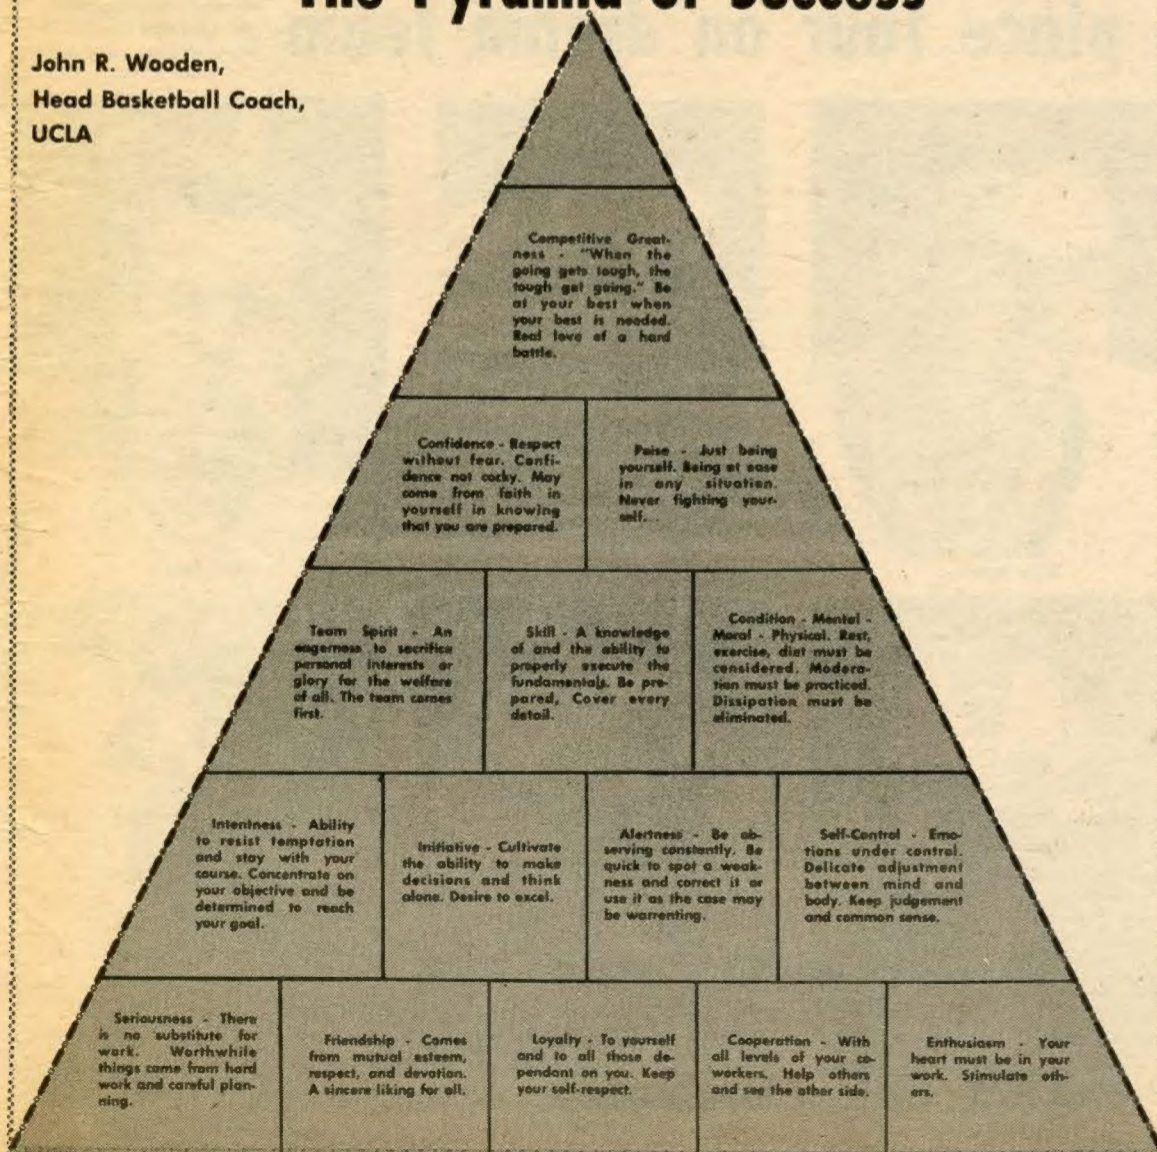 The Pyramid of Success
John R. Wooden,
Head Basketball Coach,
UCLA
Competitive Great-
ness - "When the
going gets tough, the
tough get going." Be
at your best when
your best is needed.
Real love of a hard
battle.
Confidence - Respect
without fear. Confi-
dence not cocky. May
come from faith in
yourself in knowing
that you are prepared.
Poise - Just being
yourself. Being at ease
in any situation.
Never fighting your-
self...
Team Spirit - An
eagerness to sacrifice
personal interests or
glory for the welfare
of all. The team comes
first.
Skill - A knowledge
of and the ability to
properly execute the
fundamentals. Be pre-
pared, Cover every
detail.
Condition - Mental -
Moral - Physical. Rest,
exercise, diet must be
considered. Modera-
tion must be practiced.
Dissipation must be
eliminated.
Intentness - Ability
to resist temptation
and stay with your
course. Concentrate on
your objective and be
determined to reach
your goal.
Initiative - Cultivate
the ability to make
decisions and think
alone. Desire to excel.
Alertness - Be ob-
serving constantly. Be
quick to spot a weak-
ness and correct it or
use it as the case may
be warrenting.
Self-Control - Emo-
tions under control.
Delicate adjustment
between mind and
body. Keep judgement
and common sense.
Seriousness - There
is no substitute for
work. Worthwhile
things come from hard
work and careful plan-
ning.
Friendship - Comes
from mutual esteem,
respect, and devotion.
A sincere liking for all.
Loyalty - To yourself
and to all those de-
pendant on you. Keep
your self-respect.
Cooperation - With
all levels of your co-
workers. Help others
and see the other side.
Enthusiasm - Your
heart must be in your
work. Stimulate oth-
ers.